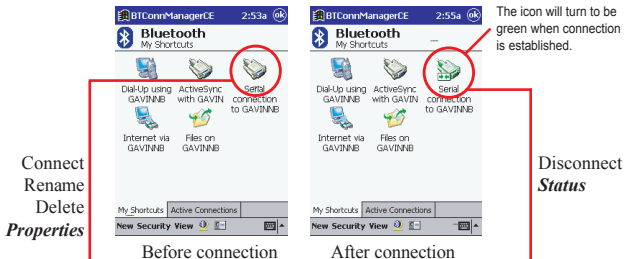 BTConnManagerCE 2:53a ok
Bluetooth
My Shortcuts
Dial-Up using GAVINNB
ActiveSync with GAVIN
Serial connection to GAVINNB
Internet via GAVINNB
Files on GAVINNB
My Shortcuts Active Connections
New Security View
Before connection
Connect
Rename
Delete
Properties
BTConnManagerCE 2:55a ok
Bluetooth
My Shortcuts
Dial-Up using GAVINNB
ActiveSync with GAVIN
Serial connection to GAVINNB
Internet via GAVINNB
Files on GAVINNB
My Shortcuts Active Connections
New Security View
After connection
The icon will turn to be
green when connection
is established.
Disconnect
Status